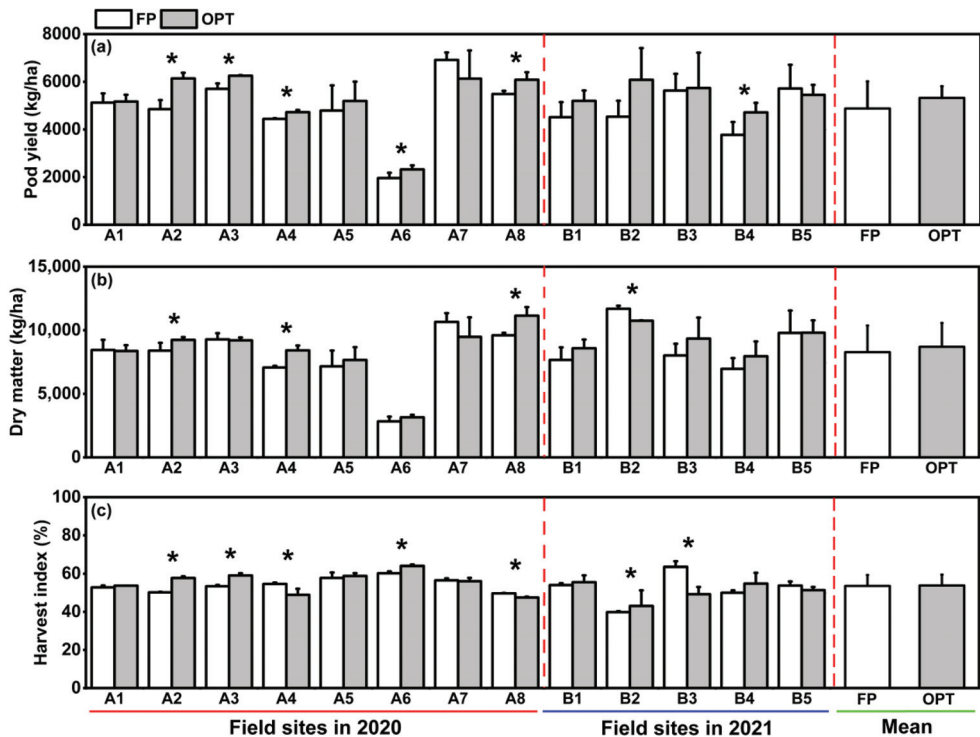 FP OPT
(a)
Pod yield (kg/ha)
8000
6000
4000
2000
0
* * * * * *
A1 A2 A3 A4 A5 A6 A7 A8 B1 B2 B3 B4 B5 FP OPT
(b)
Dry matter (kg/ha)
15,000
10,000
5,000
0
* * * *
A1 A2 A3 A4 A5 A6 A7 A8 B1 B2 B3 B4 B5 FP OPT
(c)
Harvest index (%)
100
80
60
40
20
0
* * * * * * *
A1 A2 A3 A4 A5 A6 A7 A8 B1 B2 B3 B4 B5 FP OPT
Field sites in 2020 Field sites in 2021 Mean